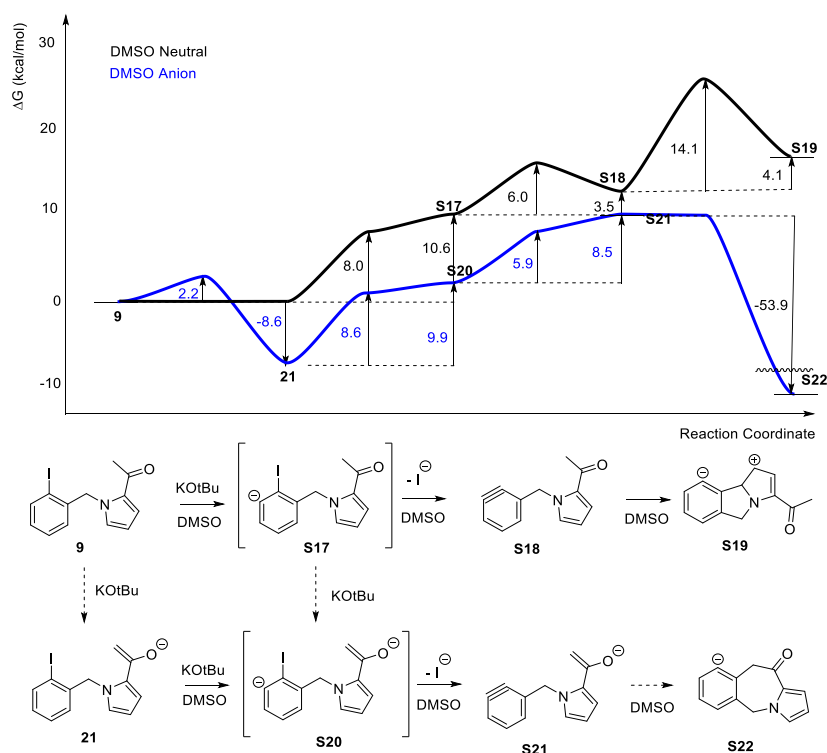 ΔG (kcal/mol)
30
20
10
0
-10
DMSO Neutral
DMSO Anion
S19
14.1
4.1
S18
6.0
S17
3.5
S21
10.6
8.0
S20
5.9
8.5
2.2
-8.6
8.6
9.9
-53.9
9
21
S22
Reaction Coordinate
I
O
N
9
KOtBu
DMSO
I
⊖
O
N
S17
- I⊖
DMSO
O
N
S18
DMSO
⊖
⊕
N
O
S19
KOtBu
KOtBu
I
O⊖
N
21
KOtBu
DMSO
I
⊖
O⊖
N
S20
- I⊖
DMSO
O⊖
N
S21
DMSO
⊖
O
N
S22